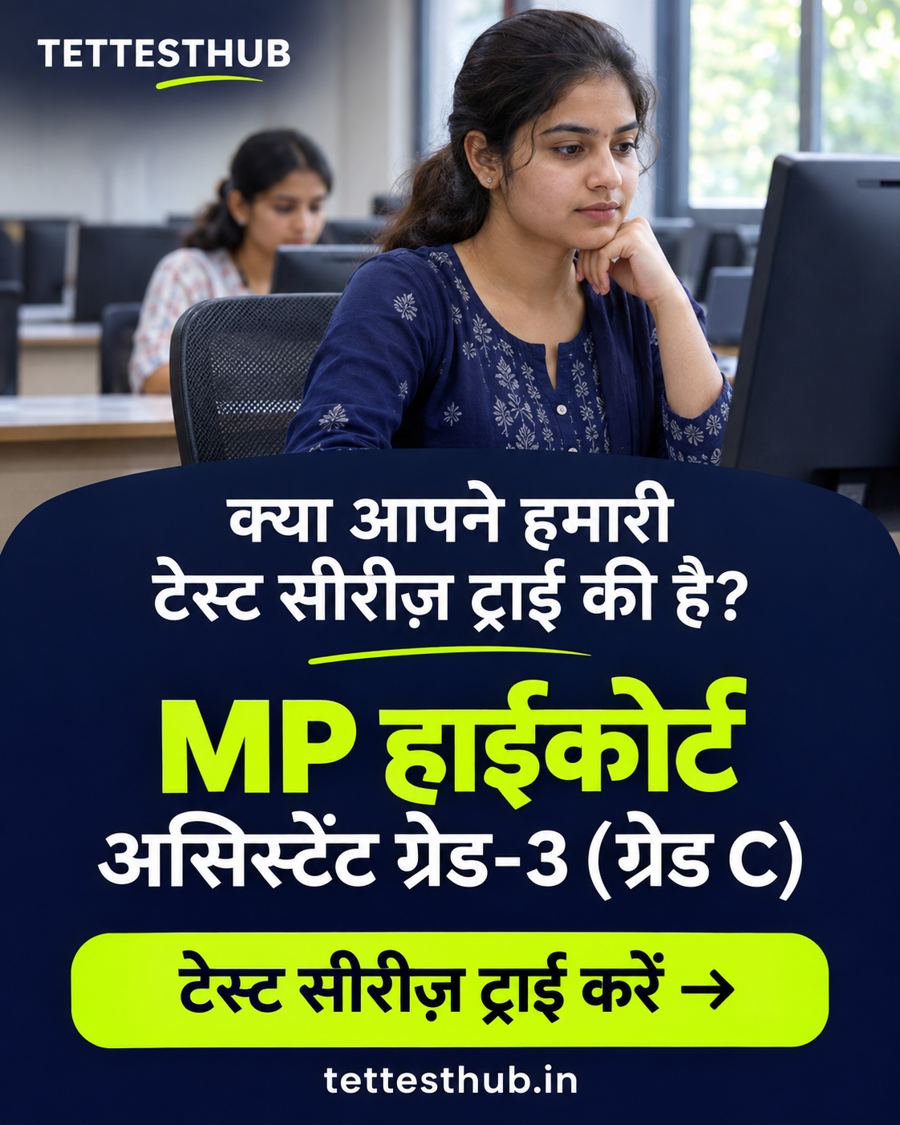 TETTESTHUB
क्या आपने हमारी
टेस्ट सीरीज़ ट्राई की है?
MP हाईकोर्ट
असिस्टेंट ग्रेड-3 (ग्रेड C)
टेस्ट सीरीज़ ट्राई करें →
tettesthub.in